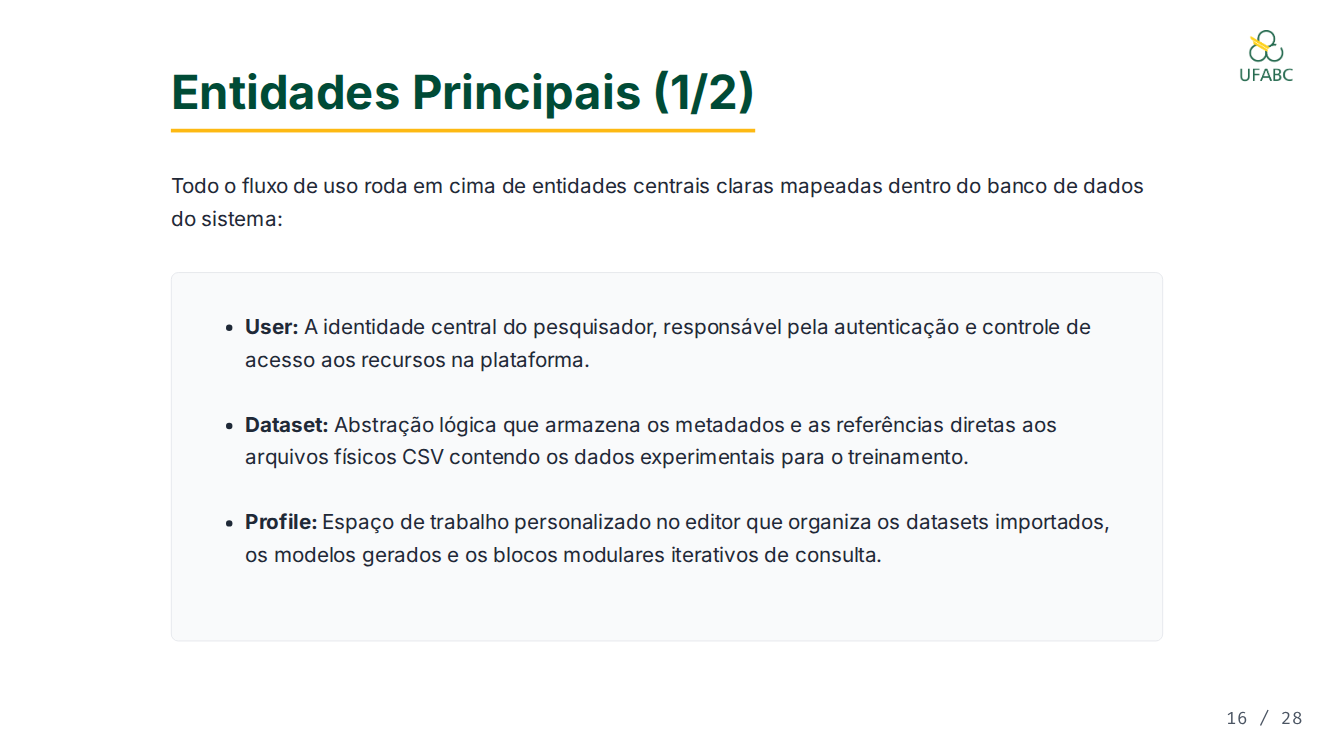 UFABC
Entidades Principais (1/2)
Todo o fluxo de uso roda em cima de entidades centrais claras mapeadas dentro do banco de dados
do sistema:
• User: A identidade central do pesquisador, responsável pela autenticação e controle de
acesso aos recursos na plataforma.
• Dataset: Abstração lógica que armazena os metadados e as referências diretas aos
arquivos físicos CSV contendo os dados experimentais para o treinamento.
• Profile: Espaço de trabalho personalizado no editor que organiza os datasets importados,
os modelos gerados e os blocos modulares iterativos de consulta.
16 / 28